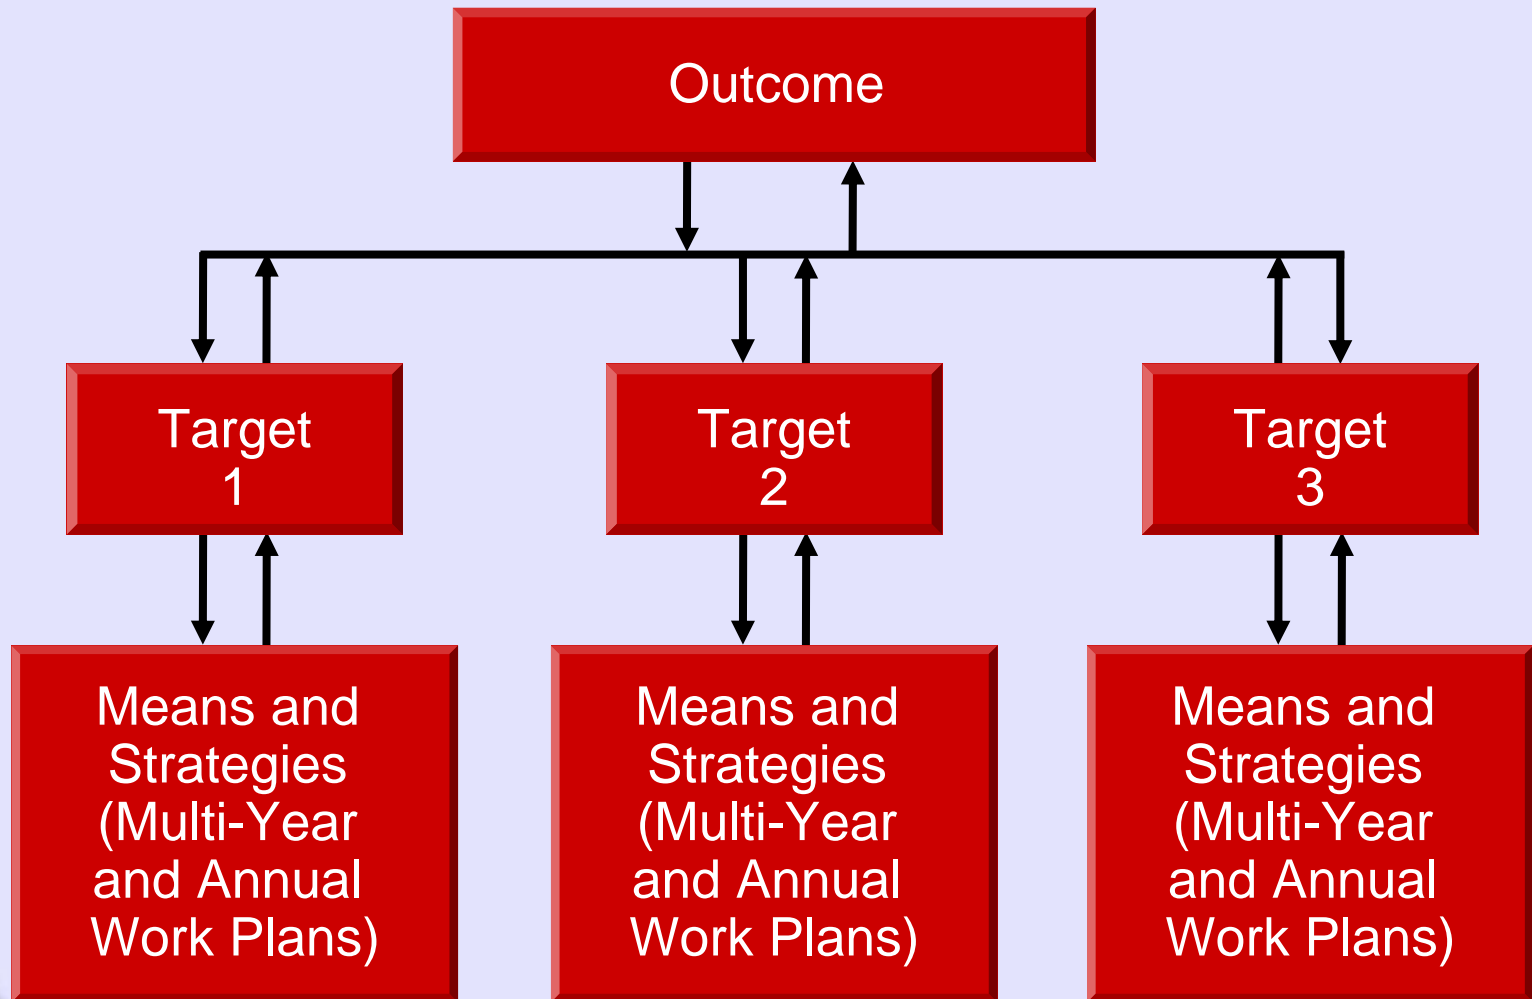 Outcome
Target
1
Target
2
Target
3
Means and
Strategies
(Multi-Year
and Annual
Work Plans)
Means and
Strategies
(Multi-Year
and Annual
Work Plans)
Means and
Strategies
(Multi-Year
and Annual
Work Plans)